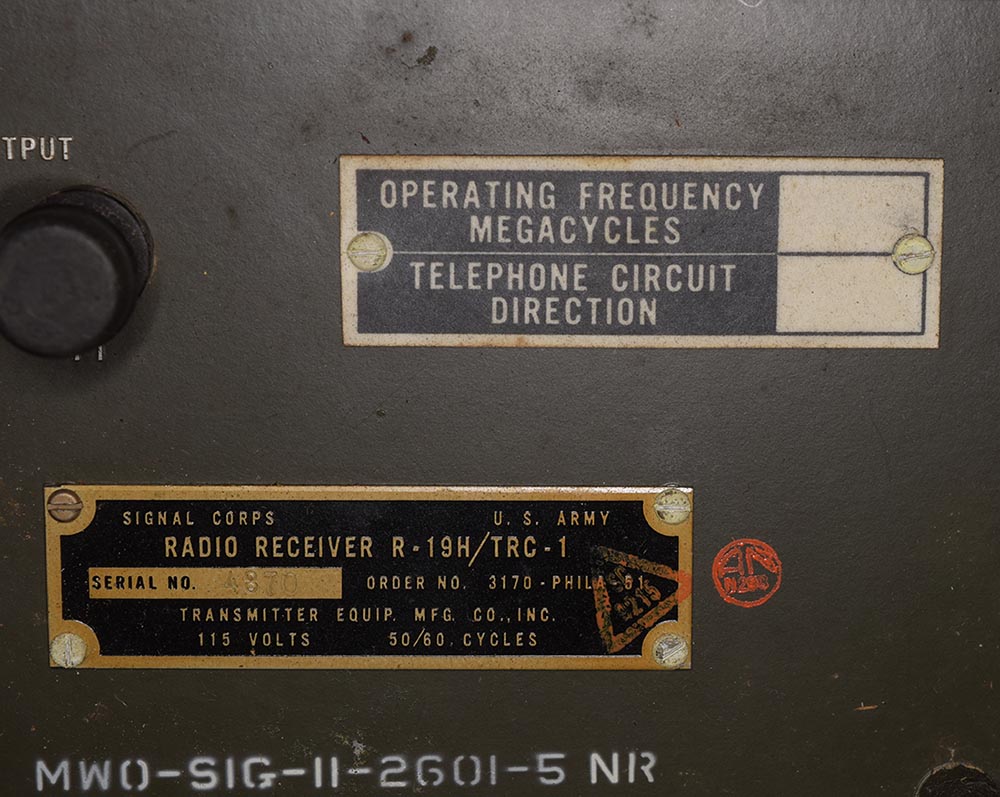 TPUT
OPERATING FREQUENCY
MEGACYCLES
TELEPHONE CIRCUIT
DIRECTION
SIGNAL CORPS U. S. ARMY
RADIO RECEIVER R-19H/TRC-1
SERIAL NO. 4370 ORDER NO. 3170-PHILA 51
TRANSMITTER EQUIP. MFG. CO., INC.
115 VOLTS 50/60 CYCLES
MWO-SIG-11-2601-5 NR